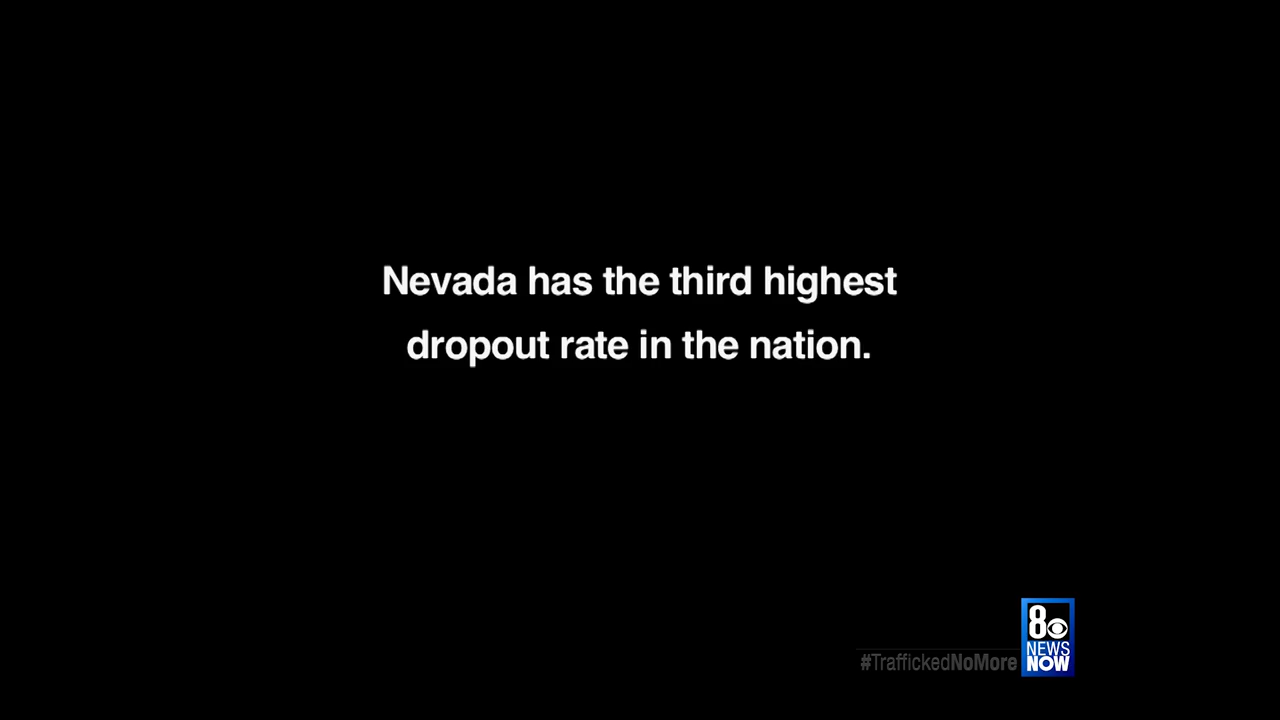 Nevada has the third highest
dropout rate in the nation.
8
NEWS
#TraffickedNoMore NOW